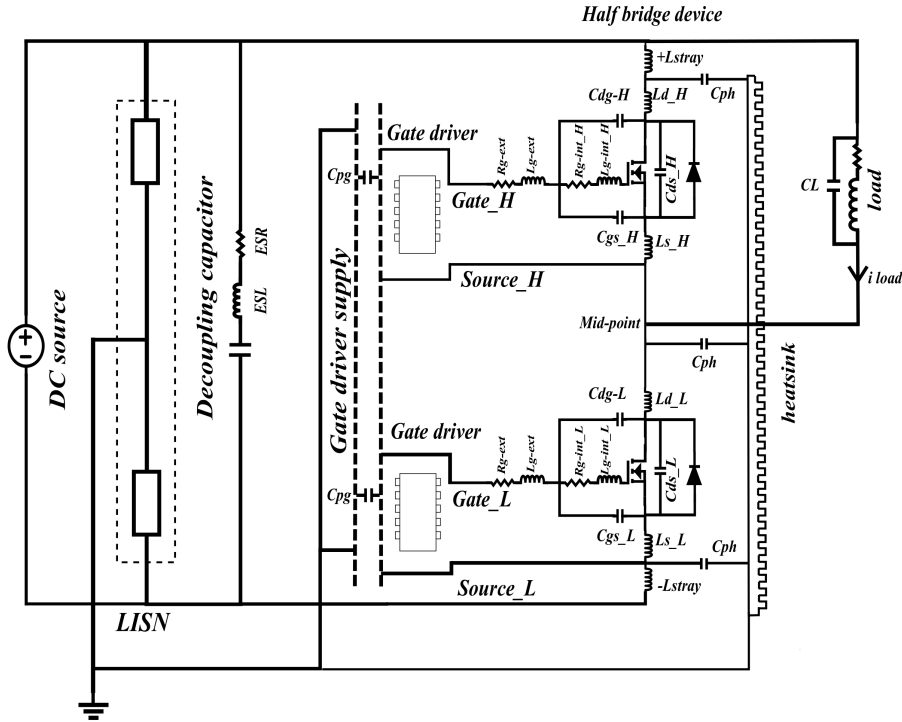 Half bridge device
+Lstray
Cph
Cdg-H
Ld_H
Gate driver
Rg-ext
Lg-ext
Rg-int_H
Lg-int_H
Cpg
Cds_H
CL
load
Gate_H
Cgs_H
Ls_H
ESR
ESL
Decoupling capacitor
Gate driver supply
Source_H
i load
DC source
Mid-point
Cph
heatsink
Cdg-L
Ld_L
Gate driver
Rg-ext
Lg-ext
Rg-int_L
Lg-int_L
Cpg
Cds_L
Gate_L
Cgs_L
Ls_L
Cph
Source_L
-Lstray
LISN